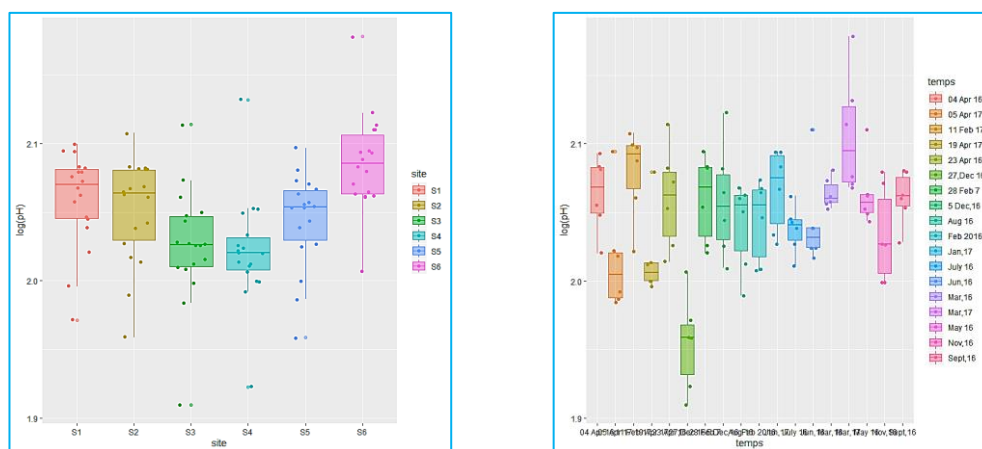 log(pH)
2.1
2.0
1.9
S1 S2 S3 S4 S5 S6
site
site
S1
S2
S3
S4
S5
S6
log(pH)
2.1
2.0
1.9
temps
temps
04 Apr 16
05 Apr 17
11 Feb 17
19 Apr 17
23 Apr 16
27,Dec 16
28 Feb 7
5 Dec,16
Aug 16
Feb 2016
Jan,17
July 16
Jun, 16
Mar,16
Mar,17
May 16
Nov,16
Sept,16